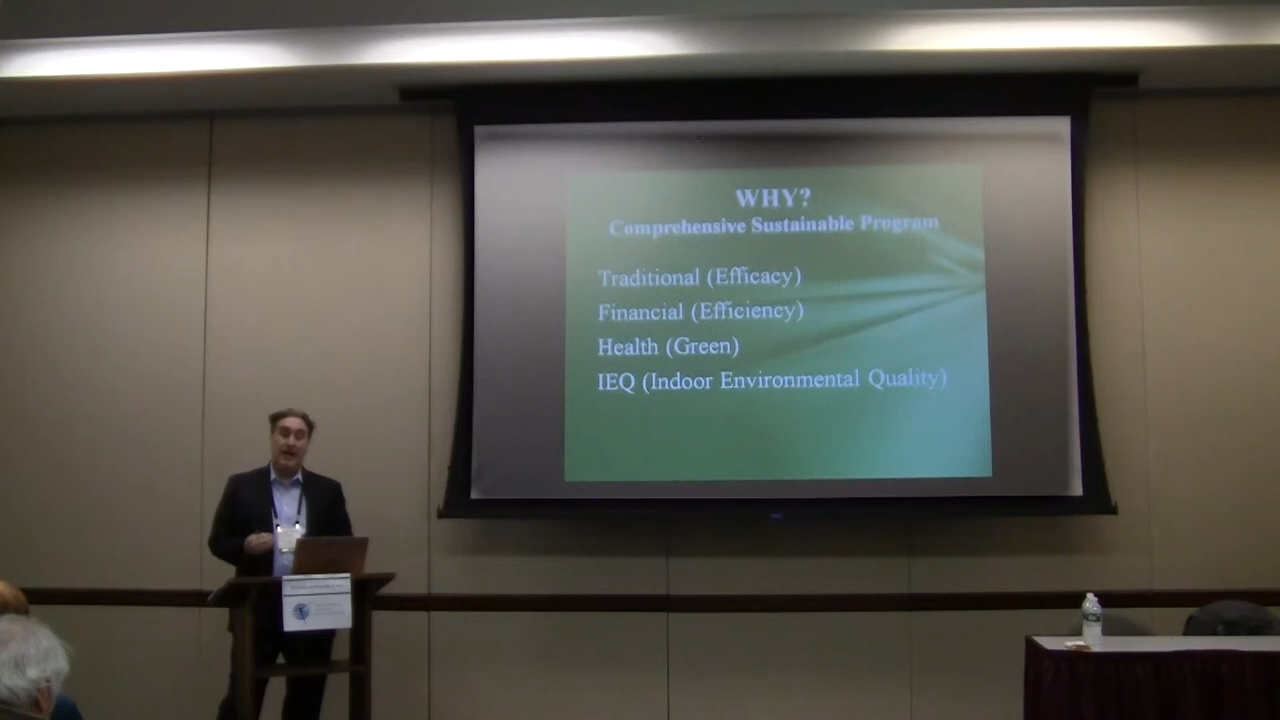 WHY?
Comprehensive Sustainable Program
Traditional (Efficacy)
Financial (Efficiency)
Health (Green)
IEQ (Indoor Environmental Quality)